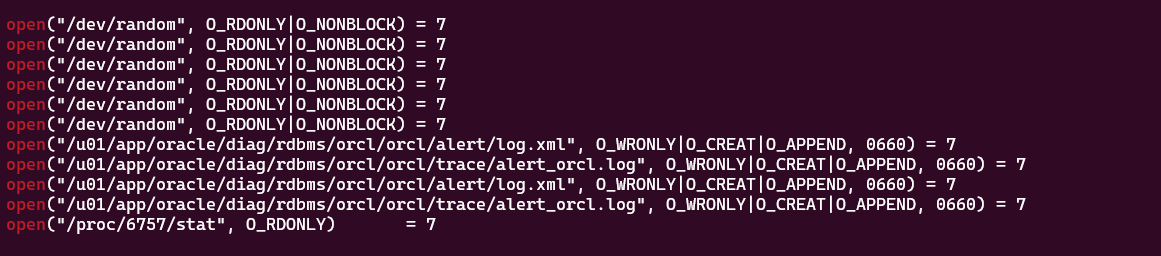 open("/dev/random", O_RDONLY|O_NONBLOCK) = 7
open("/dev/random", O_RDONLY|O_NONBLOCK) = 7
open("/dev/random", O_RDONLY|O_NONBLOCK) = 7
open("/dev/random", O_RDONLY|O_NONBLOCK) = 7
open("/dev/random", O_RDONLY|O_NONBLOCK) = 7
open("/dev/random", O_RDONLY|O_NONBLOCK) = 7
open("/u01/app/oracle/diag/rdbms/orcl/orcl/alert/log.xml", O_WRONLY|O_CREAT|O_APPEND, 0660) = 7
open("/u01/app/oracle/diag/rdbms/orcl/orcl/trace/alert_orcl.log", O_WRONLY|O_CREAT|O_APPEND, 0660) = 7
open("/u01/app/oracle/diag/rdbms/orcl/orcl/alert/log.xml", O_WRONLY|O_CREAT|O_APPEND, 0660) = 7
open("/u01/app/oracle/diag/rdbms/orcl/orcl/trace/alert_orcl.log", O_WRONLY|O_CREAT|O_APPEND, 0660) = 7
open("/proc/6757/stat", O_RDONLY)       = 7